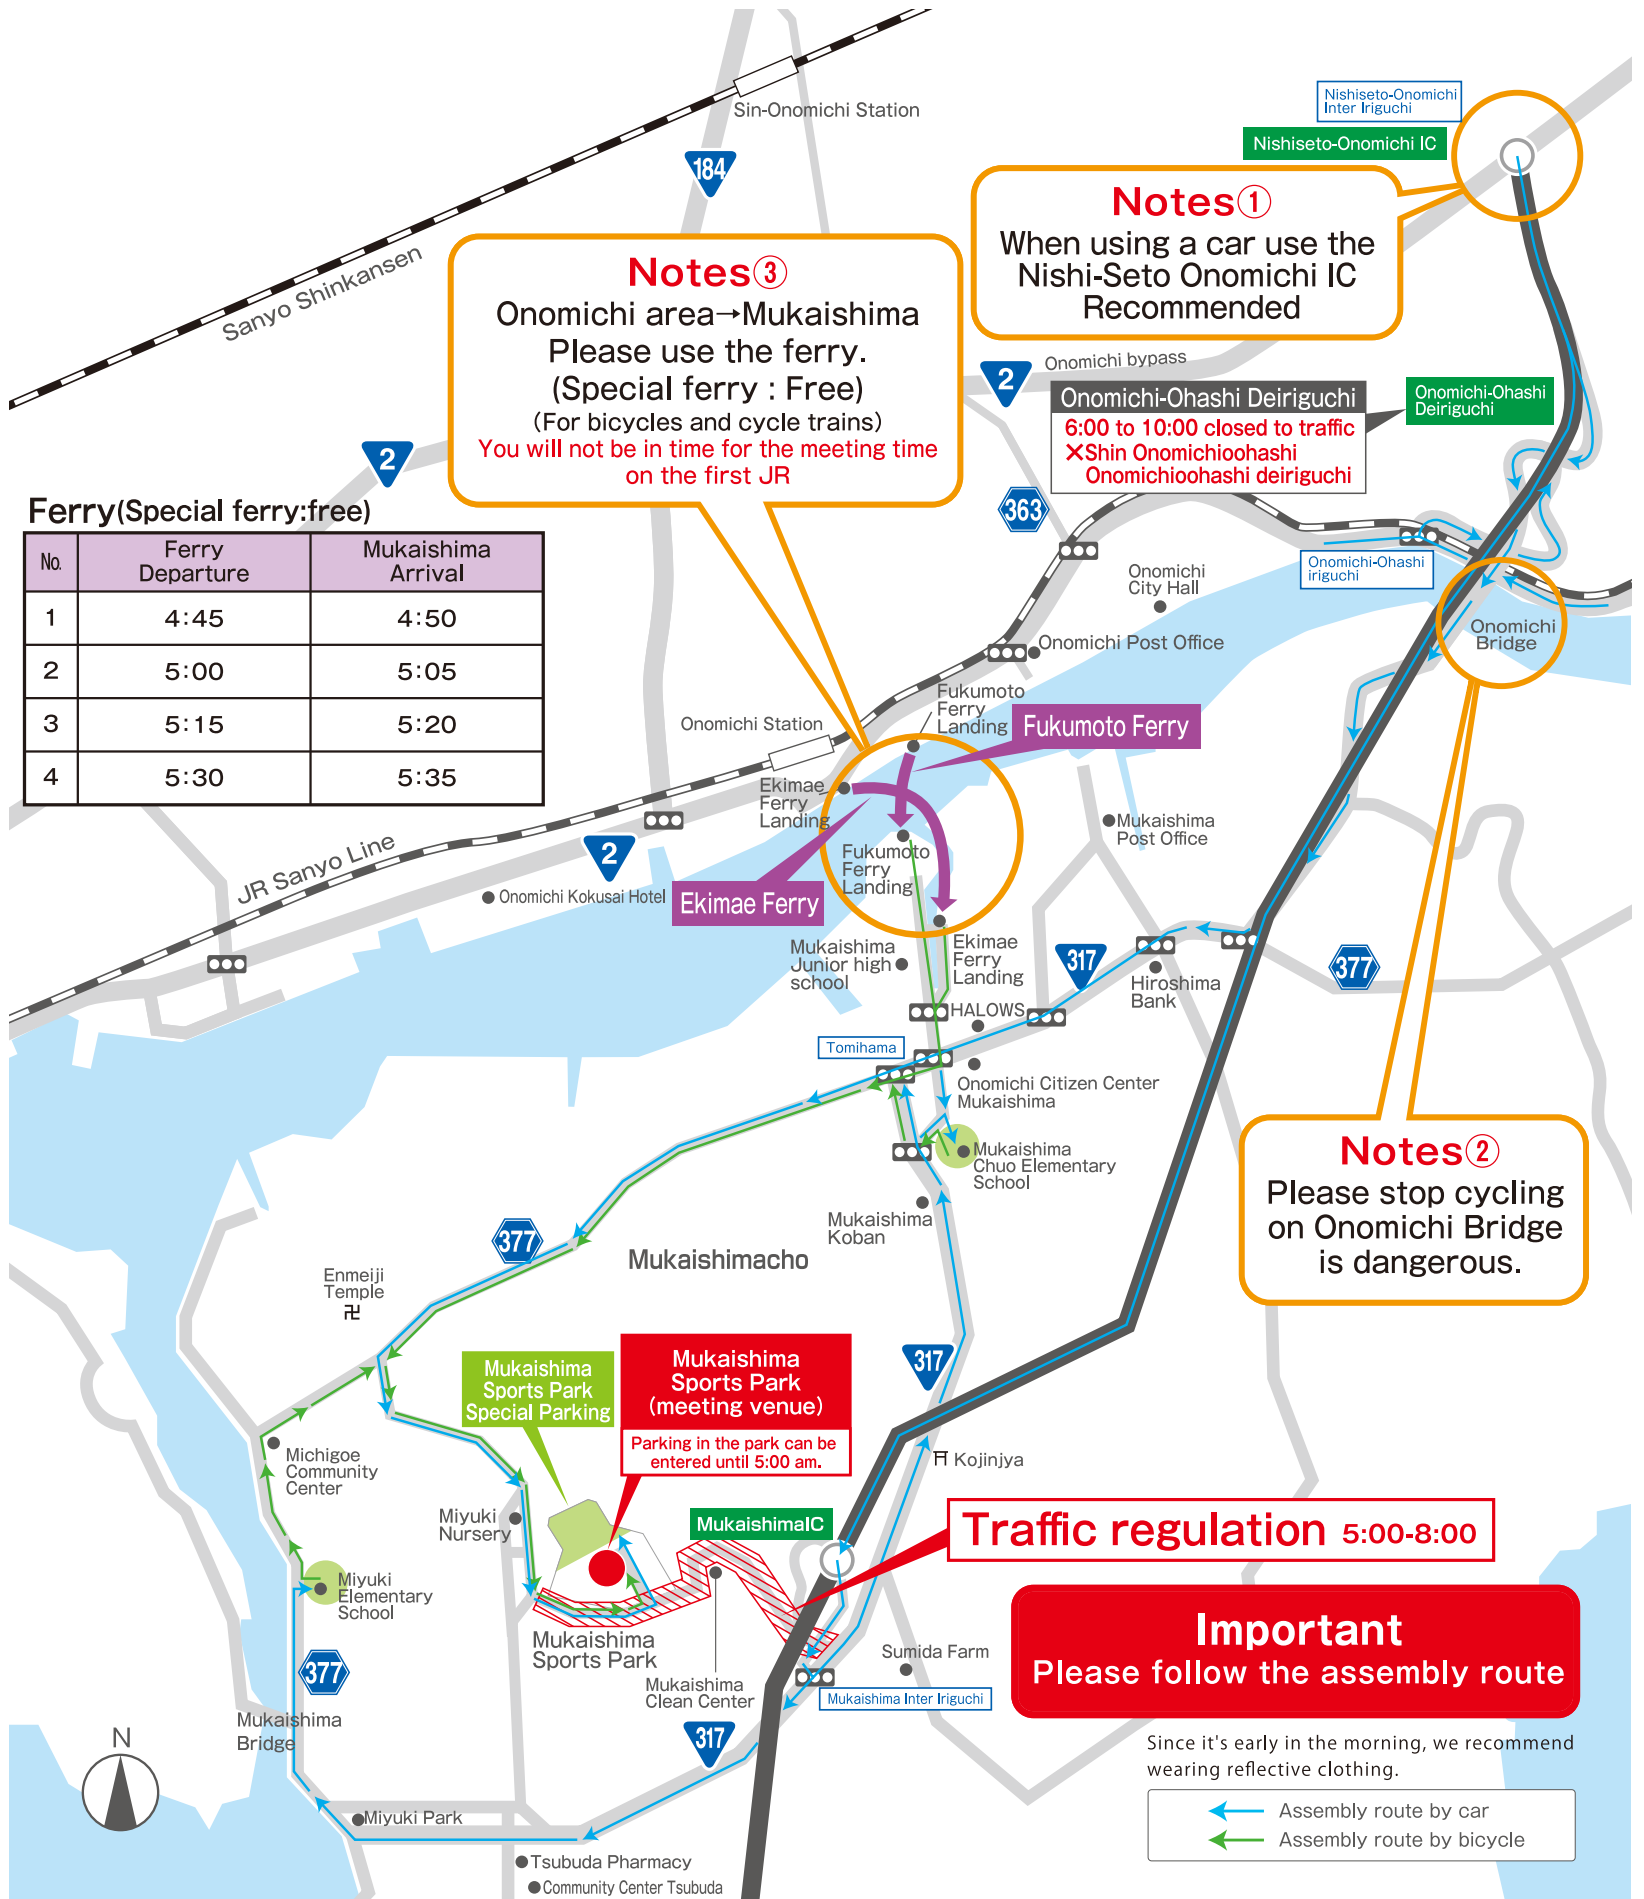 Sin-Onomichi Station
184
Sanyo Shinkansen
Nishiseto-Onomichi
Inter Iriguchi
Nishiseto-Onomichi IC
Notes①
When using a car use the
Nishi-Seto Onomichi IC
Recommended
Notes③
Onomichi area→Mukaishima
Please use the ferry.
(Special ferry : Free)
(For bicycles and cycle trains)
You will not be in time for the meeting time
on the first JR
2
Onomichi bypass
Onomichi-Ohashi Deiriguchi
6:00 to 10:00 closed to traffic
×Shin Onomichioohashi
Onomichioohashi deiriguchi
Onomichi-Ohashi
Deiriguchi
2
363
Ferry(Special ferry:free)
No. Ferry Departure Mukaishima Arrival
1 4:45 4:50
2 5:00 5:05
3 5:15 5:20
4 5:30 5:35
Onomichi-Ohashi
iriguchi
Onomichi
City Hall
Onomichi Post Office
Onomichi
Bridge
Fukumoto
Ferry
Landing
Fukumoto Ferry
Onomichi Station
Ekimae
Ferry
Landing
JR Sanyo Line
2
Onomichi Kokusai Hotel
Ekimae Ferry
Fukumoto
Ferry
Landing
Mukaishima
Post Office
Mukaishima
Junior high
school
Ekimae
Ferry
Landing
317
Hiroshima
Bank
377
HALOWS
Tomihama
Onomichi Citizen Center
Mukaishima
Mukaishima
Chuo Elementary
School
Mukaishima
Koban
Notes②
Please stop cycling
on Onomichi Bridge
is dangerous.
377
Mukaishimacho
Enmeiji
Temple
卍
Mukaishima
Sports Park
Special Parking
Mukaishima
Sports Park
(meeting venue)
Parking in the park can be
entered until 5:00 am.
317
Kojinjya
Michigoe
Community
Center
Miyuki
Nursery
MukaishimaIC
Traffic regulation 5:00-8:00
Miyuki
Elementary
School
Mukaishima
Sports Park
Mukaishima
Clean Center
Sumida Farm
Mukaishima Inter Iriguchi
Important
Please follow the assembly route
377
Mukaishima
Bridge
317
N
Since it's early in the morning, we recommend
wearing reflective clothing.
Assembly route by car
Assembly route by bicycle
Miyuki Park
Tsubuda Pharmacy
Community Center Tsubuda